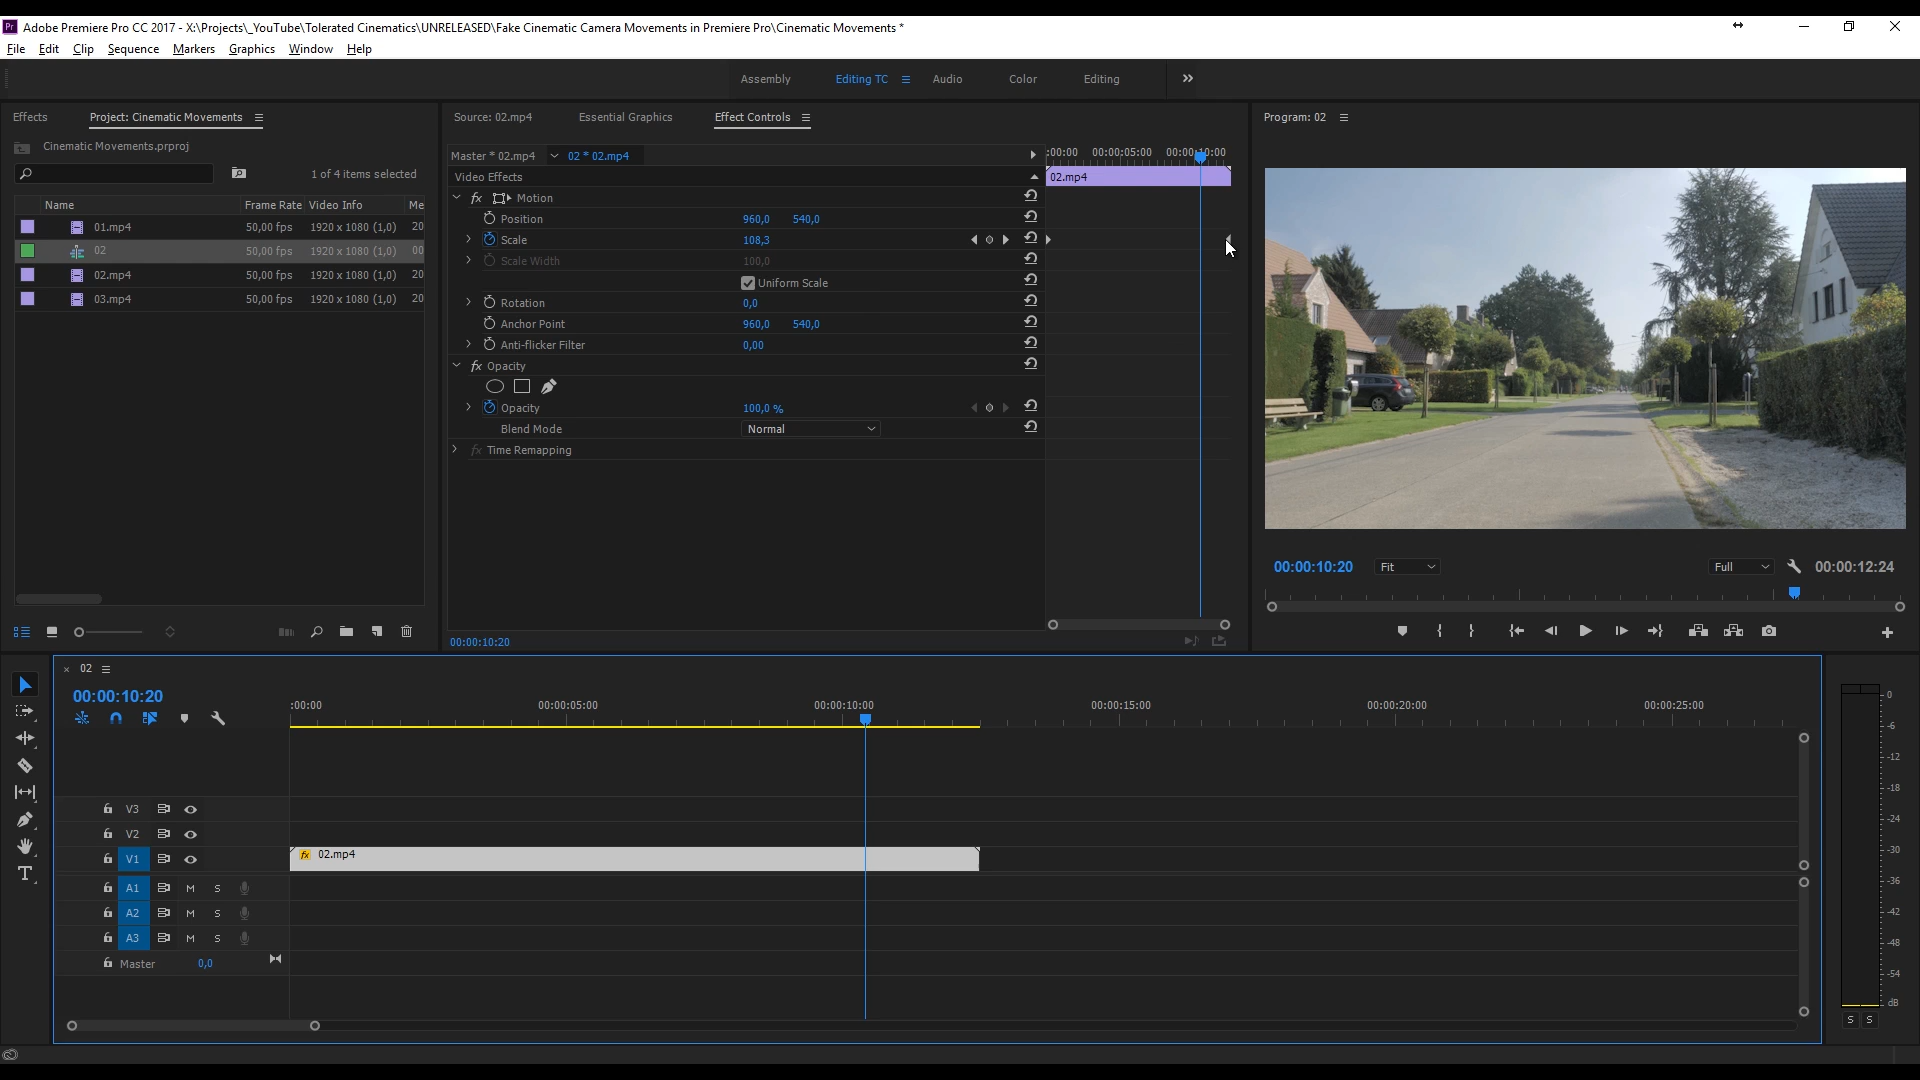 Pr Adobe Premiere Pro CC 2017 - X:\Projects\_YouTube\Tolerated Cinematics\UNRELEASED\Fake Cinematic Camera Movements in Premiere Pro\Cinematic Movements *
File Edit Clip Sequence Markers Graphics Window Help
Assembly Editing TC Audio Color Editing
Effects Project: Cinematic Movements
Cinematic Movements.prproj
1 of 4 items selected
Name Frame Rate Video Info Me
01.mp4 50,00 fps 1920 x 1080 (1,0) 20
02 50,00 fps 1920 x 1080 (1,0) 00
02.mp4 50,00 fps 1920 x 1080 (1,0) 20
03.mp4 50,00 fps 1920 x 1080 (1,0) 20
Source: 02.mp4 Essential Graphics Effect Controls
Master * 02.mp4 02 * 02.mp4
:00:00 00:00:05:00 00:00:10:00
Video Effects
02.mp4
fx Motion
Position 960,0 540,0
Scale 108,3
Scale Width 100,0
Uniform Scale
Rotation 0,0
Anchor Point 960,0 540,0
Anti-flicker Filter 0,00
fx Opacity
Opacity 100,0 %
Blend Mode Normal
fx Time Remapping
00:00:10:20
Program: 02
00:00:10:20 Fit Full 00:00:12:24
02
00:00:10:20
:00:00 00:00:05:00 00:00:10:00 00:00:15:00 00:00:20:00 00:00:25:00
V3
V2
V1 fx 02.mp4
A1 M S
A2 M S
A3 M S
Master 0,0
0
-6
-12
-18
-24
-30
-36
-42
-48
-54
dB
S S